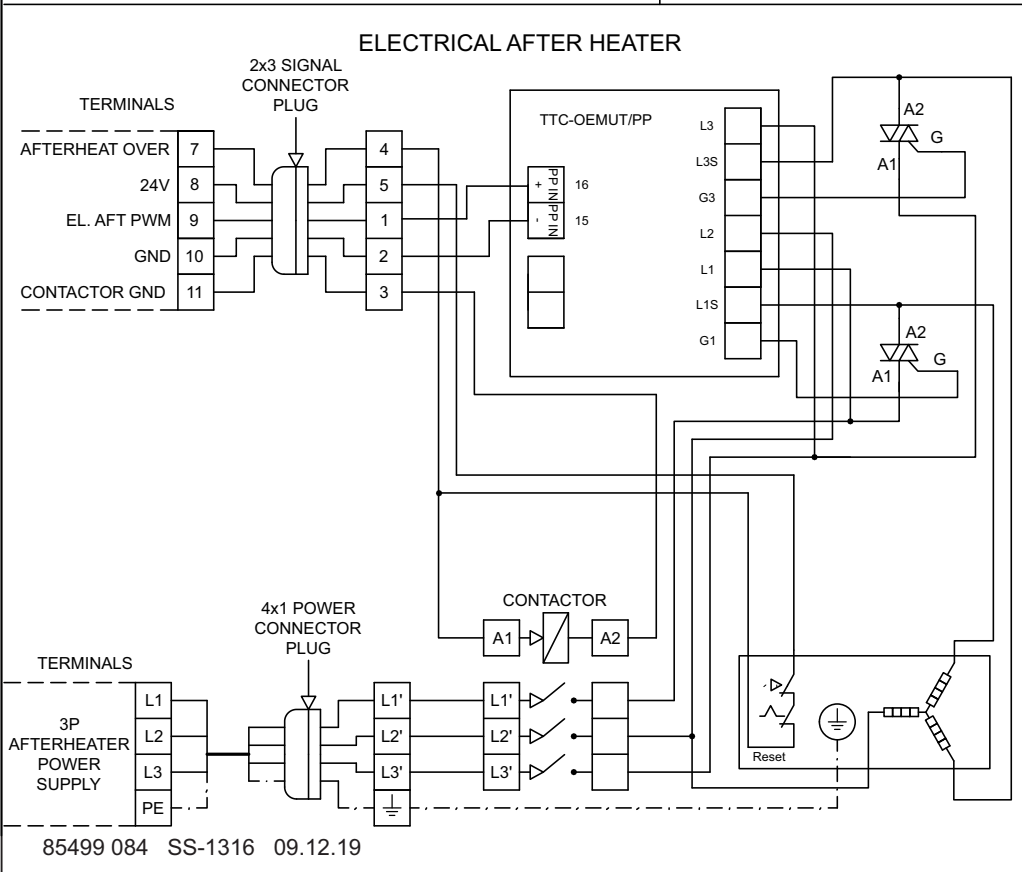 ELECTRICAL AFTER HEATER
2x3 SIGNAL
CONNECTOR
PLUG
TERMINALS
AFTERHEAT OVER 7
24V 8
EL. AFT PWM 9
GND 10
CONTACTOR GND 11
4
5
1
2
3
TTC-OEMUT/PP
+ PP IN 16
- PP IN 15
L3
L3S
G3
L2
L1
L1S
G1
A2
G
A1
A2
G
A1
CONTACTOR
A1
A2
4x1 POWER
CONNECTOR
PLUG
TERMINALS
3P
AFTERHEATER
POWER
SUPPLY
L1
L2
L3
PE
L1'
L2'
L3'
L1'
L2'
L3'
Reset
85499 084 SS-1316 09.12.19